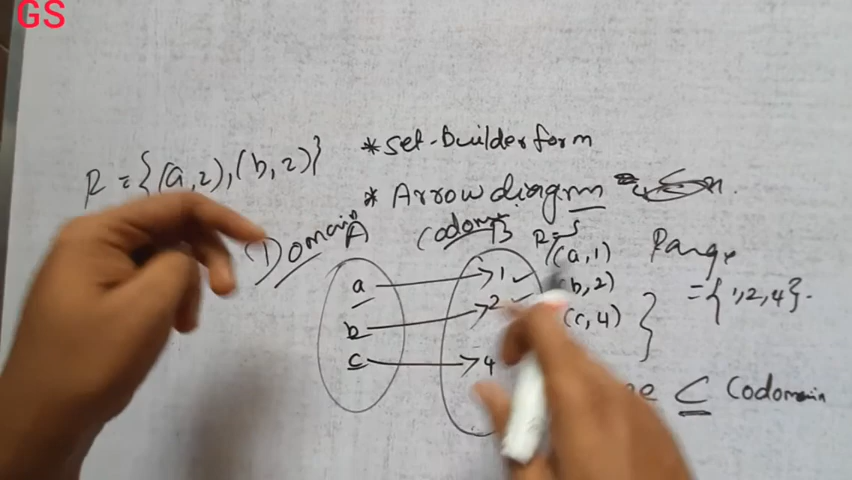 GS
* Set-Builder form
R = {(a,2),(b,2)}
* Arrow diagram
Domain A Codomain B
R = {
(a,1)
(b,2)
(c,4) }
a 1 ✓
b 2 ✓
c 4
Range
= {1,2,4}.
⊆ Codomain